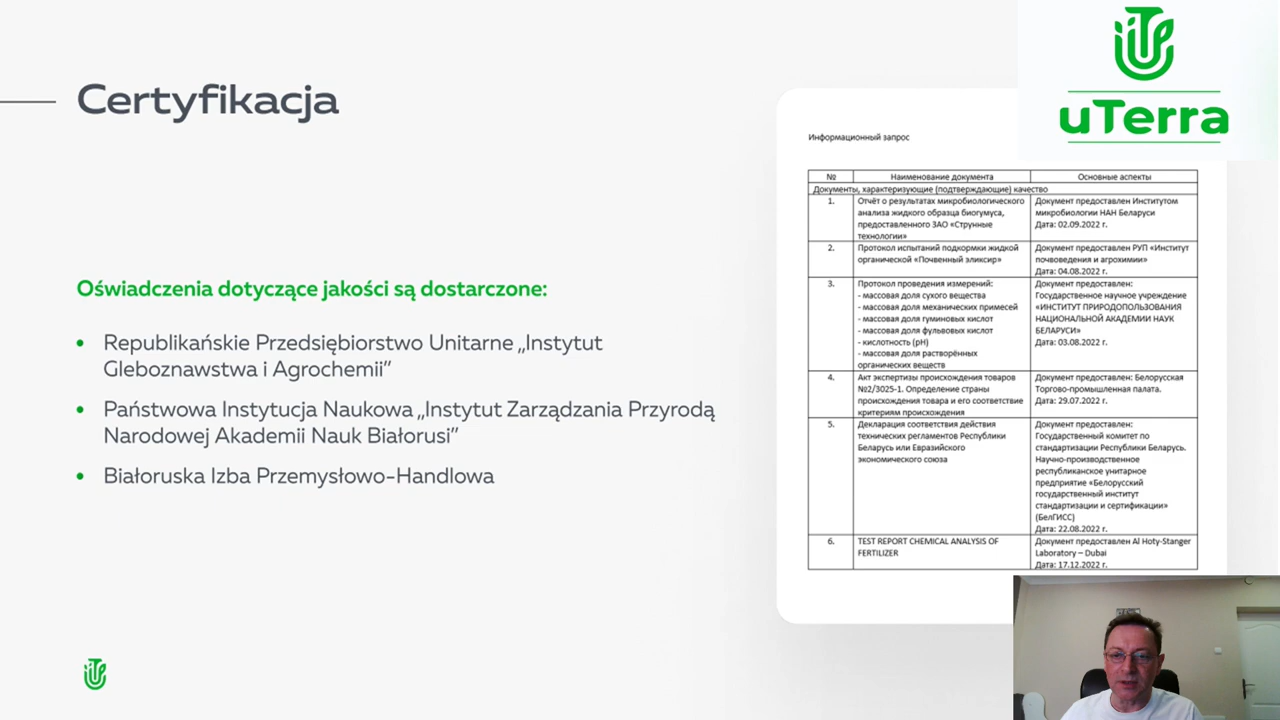 Certyfikacja
Oświadczenia dotyczące jakości są dostarczone:
Republikańskie Przedsiębiorstwo Unitarne „Instytut
Gleboznawstwa i Agrochemii”
Państwowa Instytucja Naukowa „Instytut Zarządzania Przyrodą
Narodowej Akademii Nauk Białorusi”
Białoruska Izba Przemysłowo-Handlowa
uTerra
Информационный запрос
№ Наименование документа Основные аспекты
Документы, характеризующие (подтверждающие) качество
1. Отчёт о результатах микробиологического Документ предоставлен Институтом
анализа жидкого образца биогумуса, микробиологии НАН Беларуси
предоставленного ЗАО «Струнные Дата: 02.09.2022 г.
технологии»
2. Протокол испытаний подкормки жидкой Документ предоставлен РУП «Институт
органической «Почвенный эликсир» почвоведения и агрохимии»
Дата: 04.08.2022 г.
3. Протокол проведения измерений: Документ предоставлен:
- массовая доля сухого вещества Государственное научное учреждение
- массовая доля механических примесей «ИНСТИТУТ ПРИРОДОПОЛЬЗОВАНИЯ
- массовая доля гуминовых кислот НАЦИОНАЛЬНОЙ АКАДЕМИИ НАУК
- массовая доля фульвовых кислот БЕЛАРУСИ»
- кислотность (pH) Дата: 03.08.2022 г.
- массовая доля растворённых
органических веществ
4. Акт экспертизы происхождения товаров Документ предоставлен: Белорусская
№2/3025-1. Определение страны Торгово-промышленная палата.
происхождения товара и его соответствие Дата: 29.07.2022 г.
критериям происхождения
5. Декларация соответствия действия Документ предоставлен:
технических регламентов Республики Государственный комитет по
Беларусь или Евразийского стандартизации Республики Беларусь.
экономического союза Научно-производственное
республиканское унитарное
предприятие «Белорусский
государственный институт
стандартизации и сертификации»
(БелГИСС)
Дата: 22.08.2022 г.
6. TEST REPORT CHEMICAL ANALYSIS OF Документ предоставлен Al Hoty-Stanger
FERTILIZER Laboratory – Dubai
Дата: 17.12.2022 г.